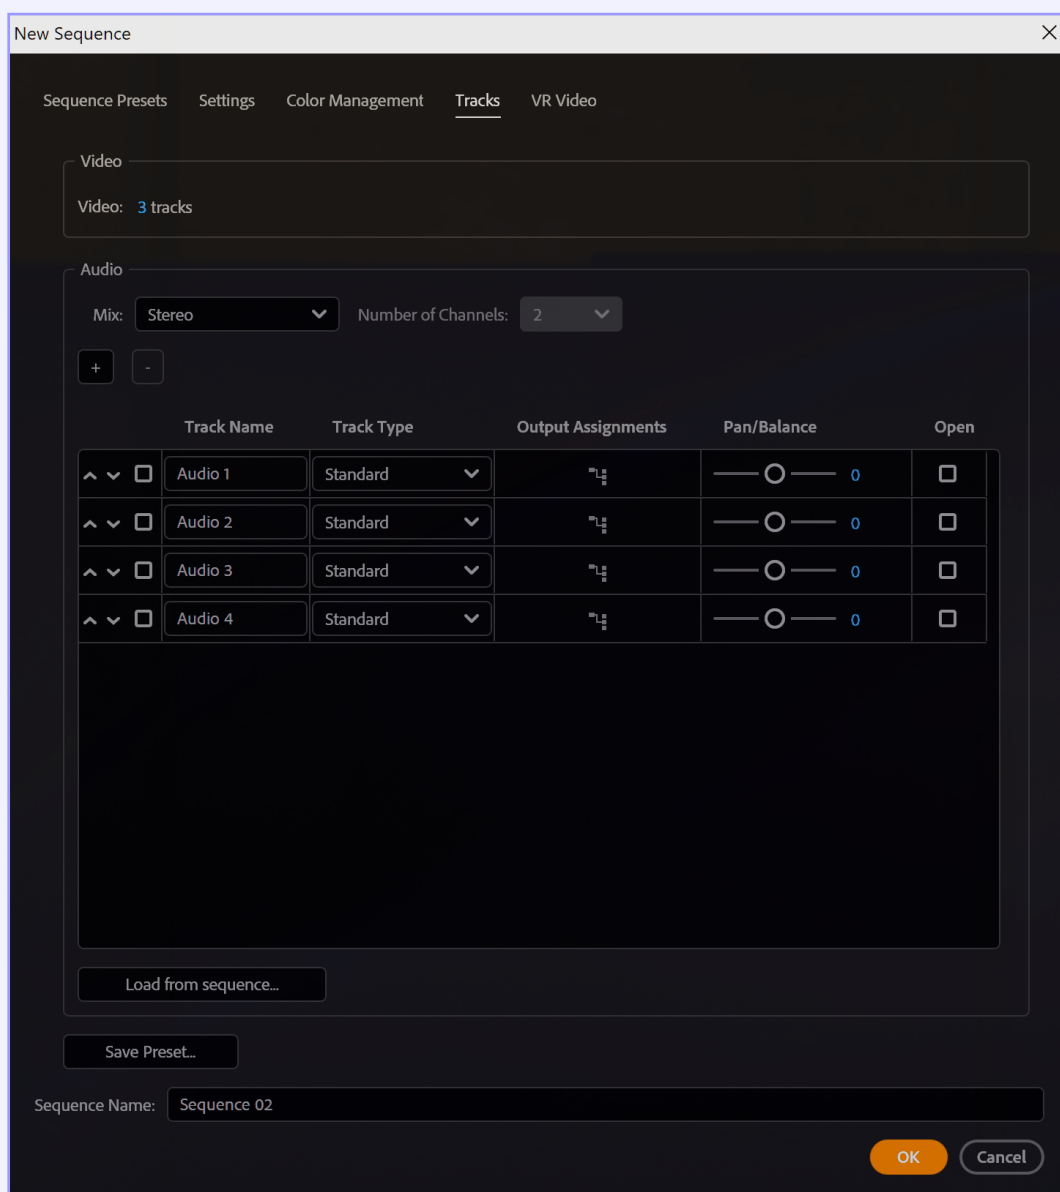 New Sequence
Sequence Presets Settings Color Management Tracks VR Video
Video
Video: 3 tracks
Audio
Mix: Stereo Number of Channels: 2
+ -
Track Name Track Type Output Assignments Pan/Balance Open
Audio 1 Standard 0
Audio 2 Standard 0
Audio 3 Standard 0
Audio 4 Standard 0
Load from sequence...
Save Preset...
Sequence Name: Sequence 02
OK Cancel